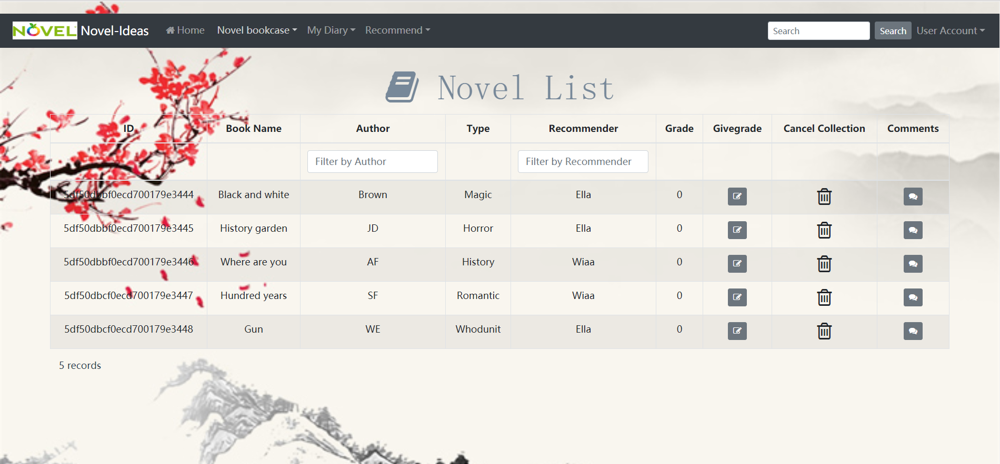 NOVEL Novel-Ideas Home Novel bookcase My Diary Recommend Search Search User Account
Novel List
ID Book Name Author Type Recommender Grade Givegrade Cancel Collection Comments
Filter by Author Filter by Recommender
5df50dbbf0ecd700179e3444 Black and white Brown Magic Ella 0
5df50dbbf0ecd700179e3445 History garden JD Horror Ella 0
5df50dbbf0ecd700179e3446 Where are you AF History Wiaa 0
5df50dbcf0ecd700179e3447 Hundred years SF Romantic Wiaa 0
5df50dbcf0ecd700179e3448 Gun WE Whodunit Ella 0
5 records